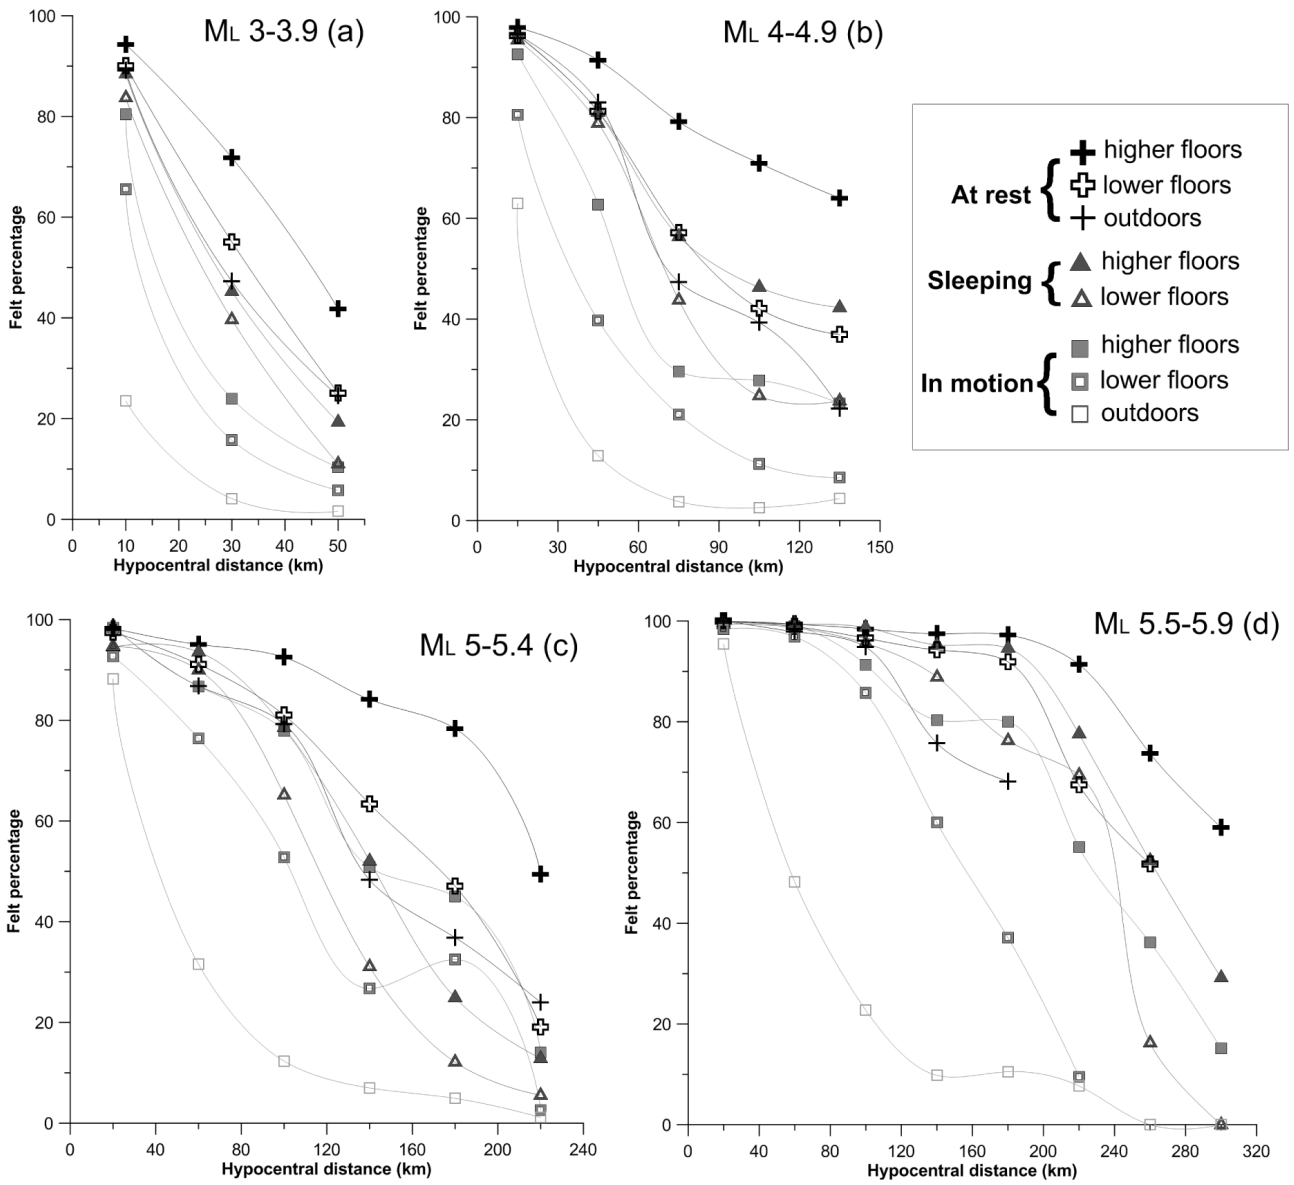 ML 3-3.9 (a)
100
80
60
40
20
0
Felt percentage
0 10 20 30 40 50
Hypocentral distance (km)
ML 4-4.9 (b)
100
80
60
40
20
0
Felt percentage
0 30 60 90 120 150
Hypocentral distance (km)
At rest
higher floors
lower floors
outdoors
Sleeping
higher floors
lower floors
In motion
higher floors
lower floors
outdoors
ML 5-5.4 (c)
100
80
60
40
20
0
Felt percentage
0 40 80 120 160 200 240
Hypocentral distance (km)
ML 5.5-5.9 (d)
100
80
60
40
20
0
Felt percentage
0 40 80 120 160 200 240 280 320
Hypocentral distance (km)